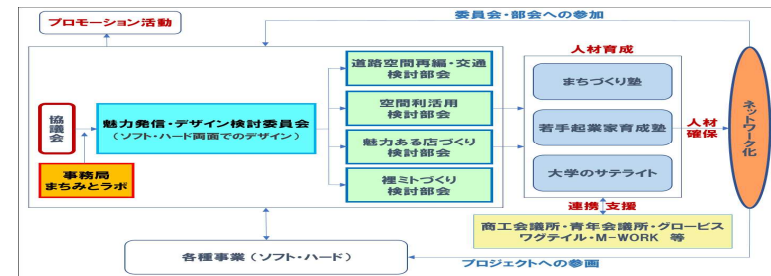 プロモーション活動
委員会・部会への参加
道路空間再編・交通
検討部会
人材育成
まちづくり塾
協議会
魅力発信・デザイン検討委員会
(ソフト・ハード両面でのデザイン)
空間利活用
検討部会
若手起業家育成塾
人材
確保
ネットワーク化
魅力ある店づくり
検討部会
事務局
まちみとラボ
裡ミトづくり
検討部会
大学のサテライト
連携 支援
商工会議所・青年会議所・グロービス
ワグテイル・M-WORK 等
各種事業(ソフト・ハード)
プロジェクトへの参画